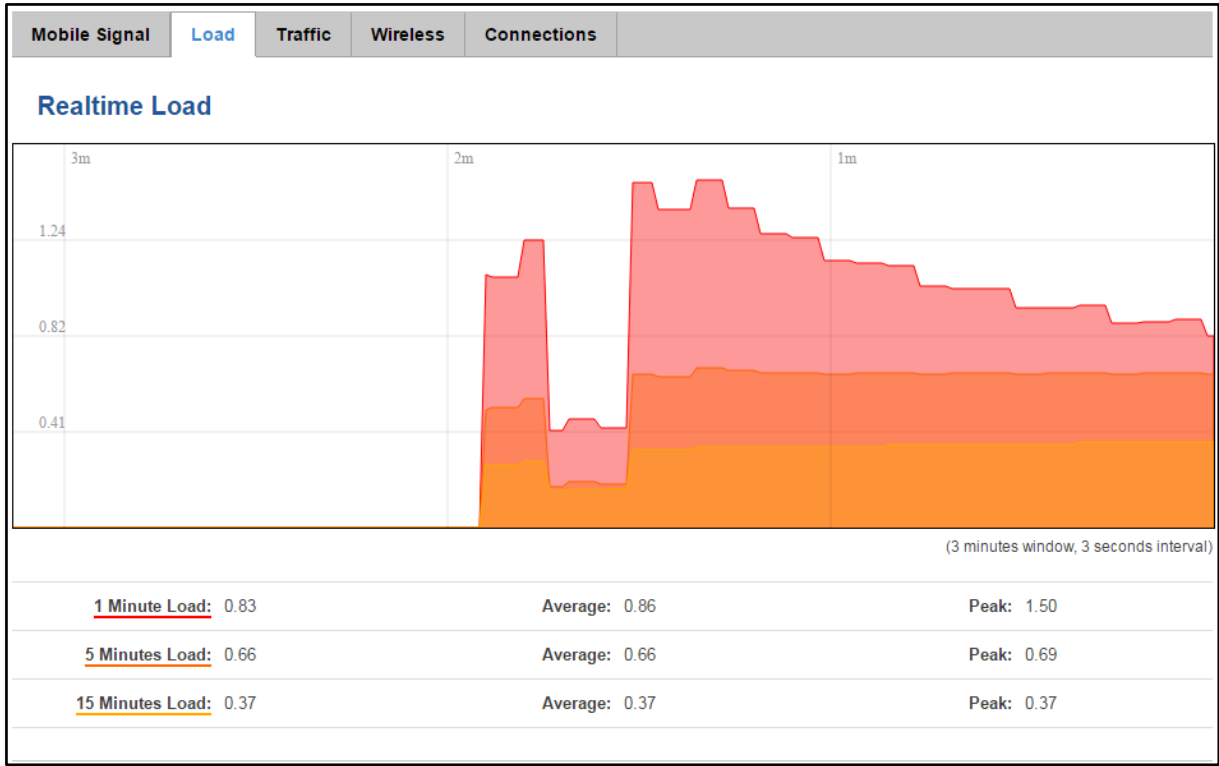 Mobile Signal Load Traffic Wireless Connections
Realtime Load
3m 2m 1m
1.24
0.82
0.41
(3 minutes window, 3 seconds interval)
1 Minute Load: 0.83 Average: 0.86 Peak: 1.50
5 Minutes Load: 0.66 Average: 0.66 Peak: 0.69
15 Minutes Load: 0.37 Average: 0.37 Peak: 0.37